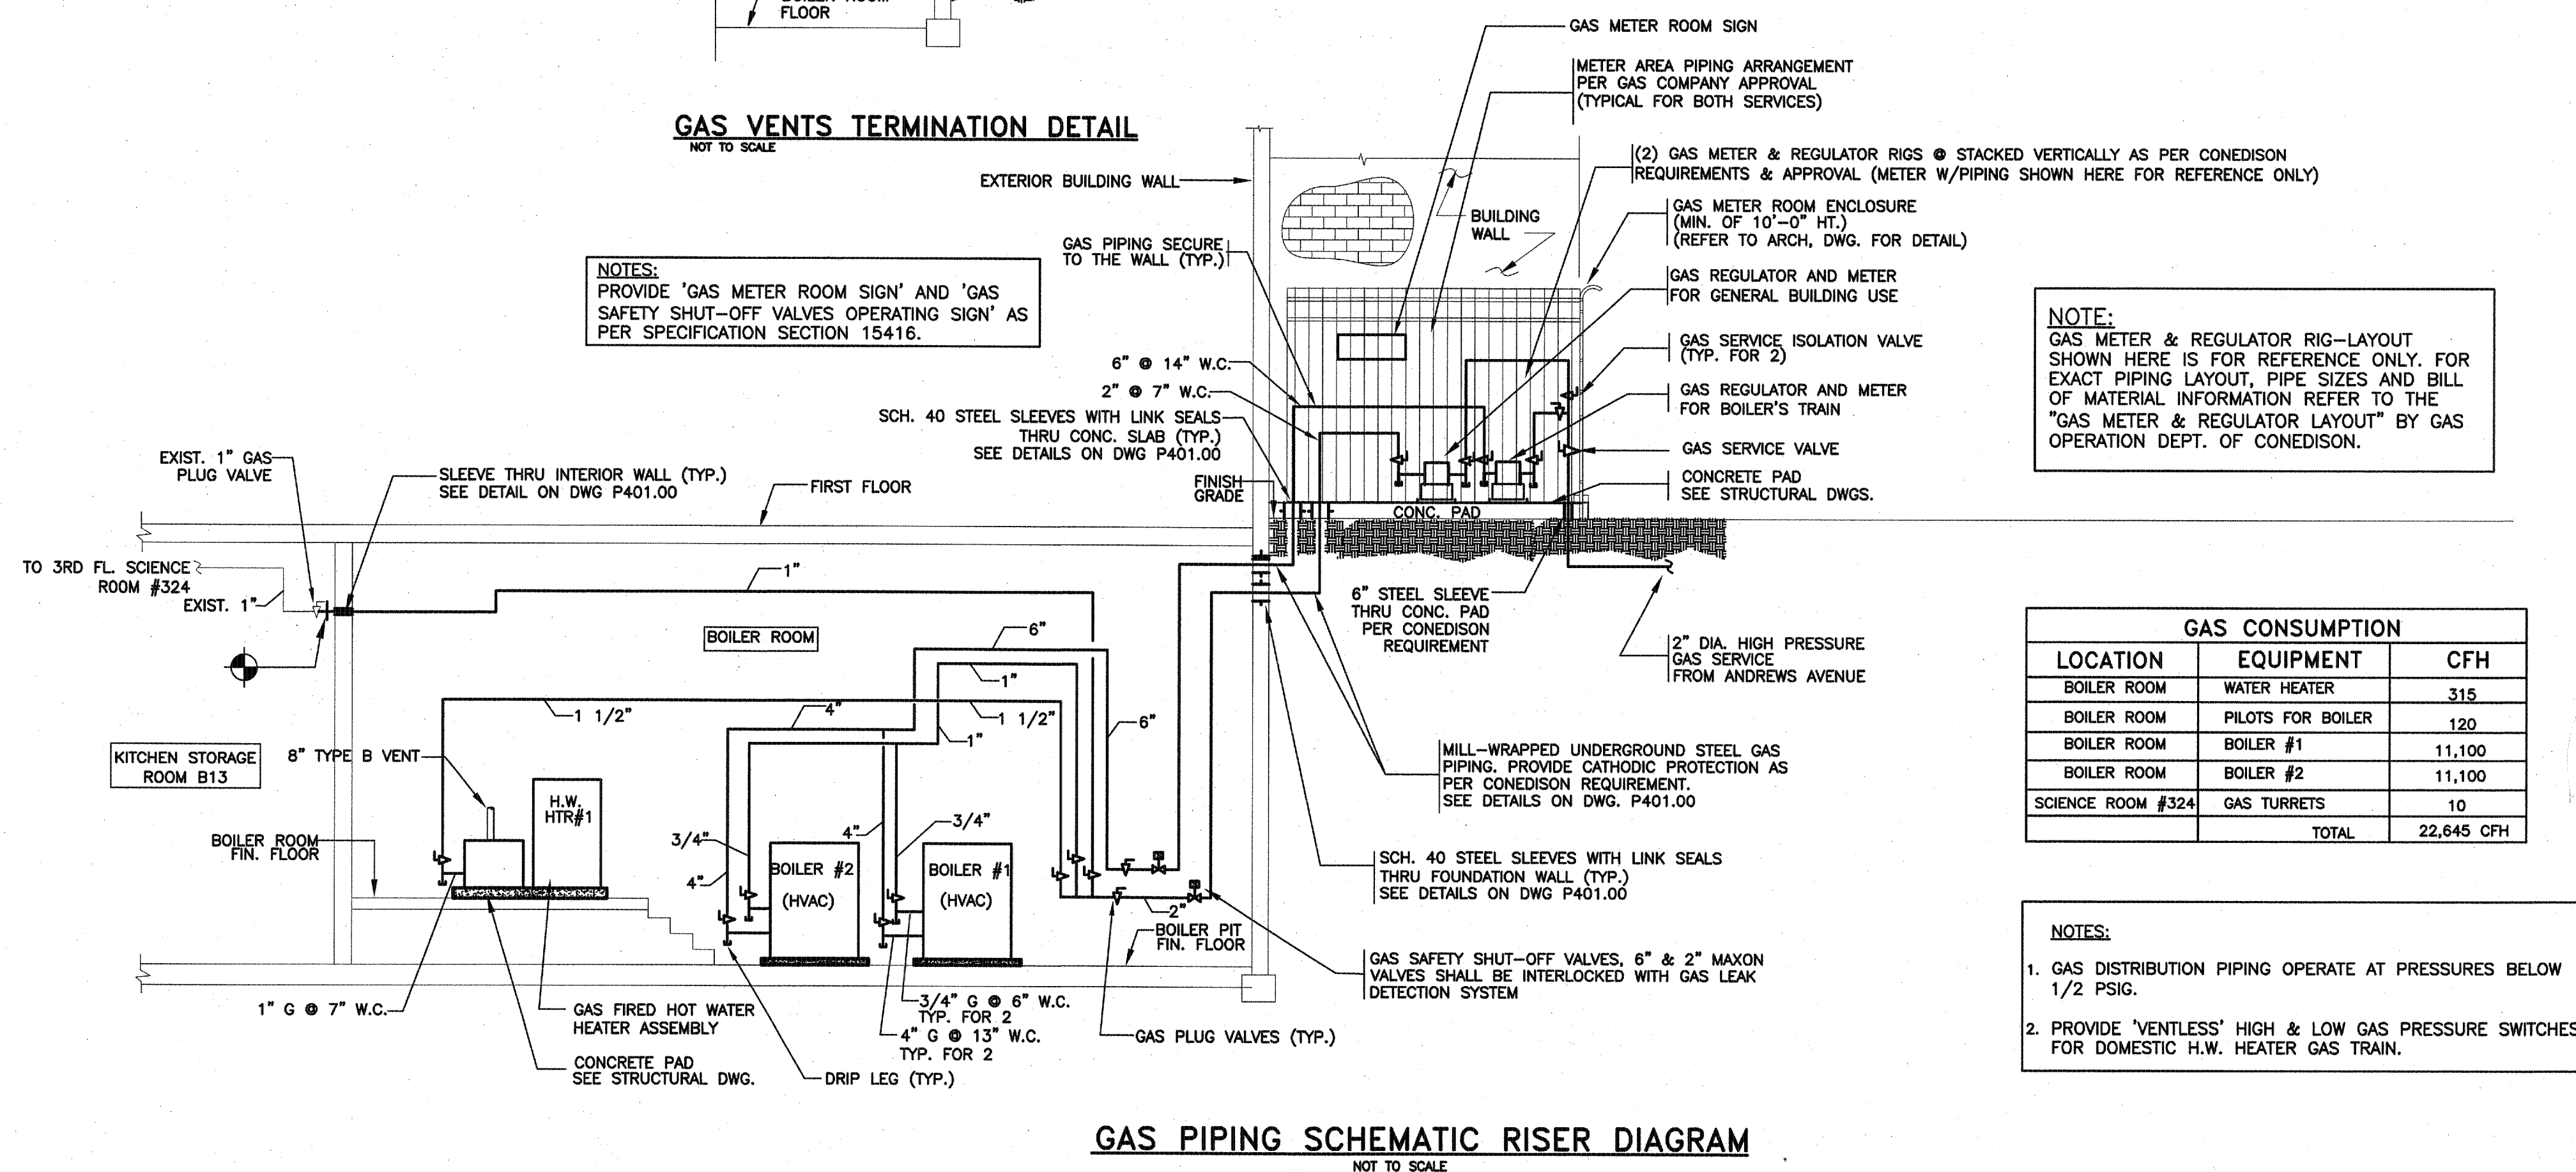 FLOOR
GAS VENTS TERMINATION DETAIL
NOT TO SCALE
GAS METER ROOM SIGN
METER AREA PIPING ARRANGEMENT
PER GAS COMPANY APPROVAL
(TYPICAL FOR BOTH SERVICES)
(2) GAS METER & REGULATOR RIGS @ STACKED VERTICALLY AS PER CONEDISON
REQUIREMENTS & APPROVAL (METER W/PIPING SHOWN HERE FOR REFERENCE ONLY)
EXTERIOR BUILDING WALL
BUILDING
WALL
GAS METER ROOM ENCLOSURE
(MIN. OF 10'-0" HT.)
(REFER TO ARCH, DWG. FOR DETAIL)
GAS PIPING SECURE
TO THE WALL (TYP.)
GAS REGULATOR AND METER
FOR GENERAL BUILDING USE
NOTES:
PROVIDE 'GAS METER ROOM SIGN' AND 'GAS
SAFETY SHUT-OFF VALVES OPERATING SIGN' AS
PER SPECIFICATION SECTION 15416.
NOTE:
GAS METER & REGULATOR RIG-LAYOUT
SHOWN HERE IS FOR REFERENCE ONLY. FOR
EXACT PIPING LAYOUT, PIPE SIZES AND BILL
OF MATERIAL INFORMATION REFER TO THE
"GAS METER & REGULATOR LAYOUT" BY GAS
OPERATION DEPT. OF CONEDISON.
GAS SERVICE ISOLATION VALVE
(TYP. FOR 2)
6" @ 14" W.C.
2" @ 7" W.C.
GAS REGULATOR AND METER
FOR BOILER'S TRAIN
SCH. 40 STEEL SLEEVES WITH LINK SEALS
THRU CONC. SLAB (TYP.)
SEE DETAILS ON DWG P401.00
GAS SERVICE VALVE
CONCRETE PAD
SEE STRUCTURAL DWGS.
FINISH
GRADE
CONC. PAD
EXIST. 1" GAS
PLUG VALVE
SLEEVE THRU INTERIOR WALL (TYP.)
SEE DETAIL ON DWG P401.00
FIRST FLOOR
TO 3RD FL. SCIENCE
ROOM #324
EXIST. 1"
1"
BOILER ROOM
6"
1"
6" STEEL SLEEVE
THRU CONC. PAD
PER CONEDISON
REQUIREMENT
2" DIA. HIGH PRESSURE
GAS SERVICE
FROM ANDREWS AVENUE
GAS CONSUMPTION
LOCATION EQUIPMENT CFH
BOILER ROOM WATER HEATER 315
BOILER ROOM PILOTS FOR BOILER 120
BOILER ROOM BOILER #1 11,100
BOILER ROOM BOILER #2 11,100
SCIENCE ROOM #324 GAS TURRETS 10
TOTAL 22,645 CFH
1 1/2"
4"
1 1/2"
6"
1"
KITCHEN STORAGE
ROOM B13
8" TYPE B VENT
H.W.
HTR#1
BOILER ROOM
FIN. FLOOR
3/4"
4"
4"
3/4"
BOILER #2
(HVAC)
BOILER #1
(HVAC)
2"
BOILER PIT
FIN. FLOOR
MILL-WRAPPED UNDERGROUND STEEL GAS
PIPING. PROVIDE CATHODIC PROTECTION AS
PER CONEDISON REQUIREMENT.
SEE DETAILS ON DWG. P401.00
SCH. 40 STEEL SLEEVES WITH LINK SEALS
THRU FOUNDATION WALL (TYP.)
SEE DETAILS ON DWG P401.00
GAS SAFETY SHUT-OFF VALVES, 6" & 2" MAXON
VALVES SHALL BE INTERLOCKED WITH GAS LEAK
DETECTION SYSTEM
NOTES:
1. GAS DISTRIBUTION PIPING OPERATE AT PRESSURES BELOW
1/2 PSIG.
2. PROVIDE 'VENTLESS' HIGH & LOW GAS PRESSURE SWITCHES
FOR DOMESTIC H.W. HEATER GAS TRAIN.
1" G @ 7" W.C.
GAS FIRED HOT WATER
HEATER ASSEMBLY
CONCRETE PAD
SEE STRUCTURAL DWG.
DRIP LEG (TYP.)
3/4" G @ 6" W.C.
TYP. FOR 2
4" G @ 13" W.C.
TYP. FOR 2
GAS PLUG VALVES (TYP.)
GAS PIPING SCHEMATIC RISER DIAGRAM
NOT TO SCALE